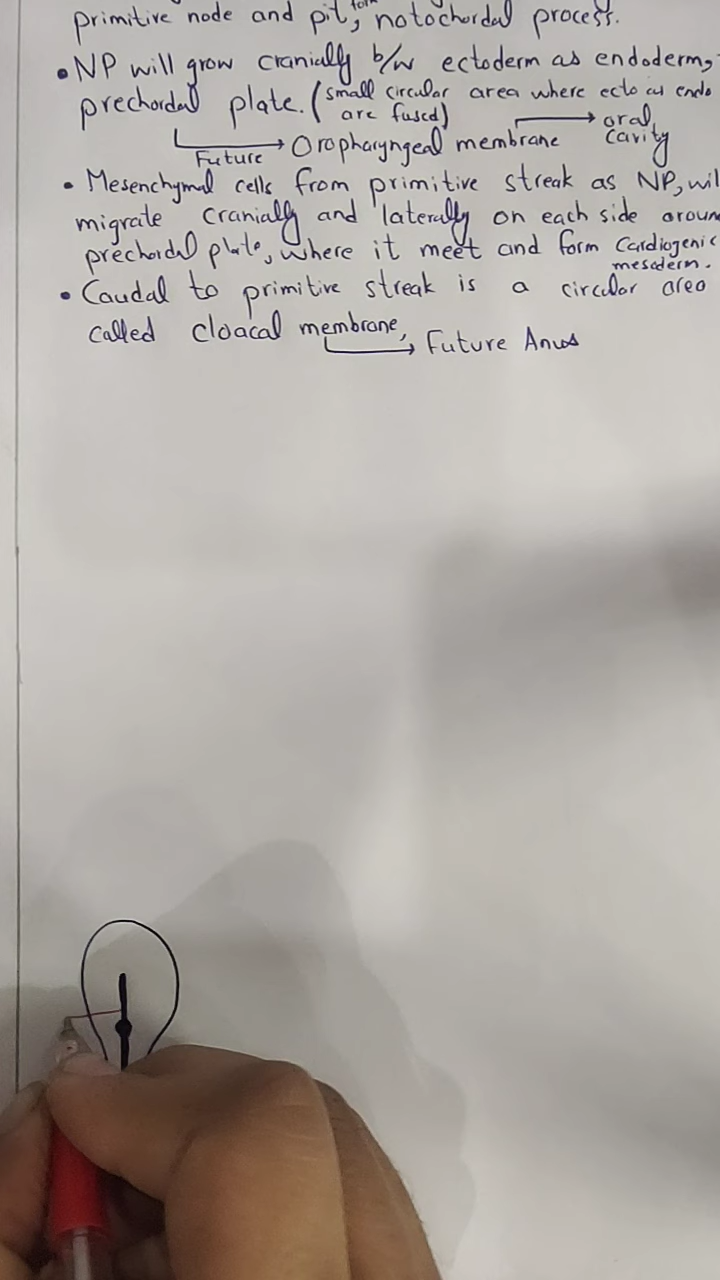 primitive node and pit, form notochordal process.
• NP will grow cranially b/w ectoderm as endoderm,
prechordal plate. (small circular area where ecto as endo
are fused)
Future → Oropharyngeal membrane → oral cavity
• Mesenchymal cells from primitive streak as NP, wil
migrate cranially and laterally on each side aroun
prechordal plate, where it meet and form Cardiogenic
mesoderm.
• Caudal to primitive streak is a circular area
called cloacal membrane,
→ Future Anus